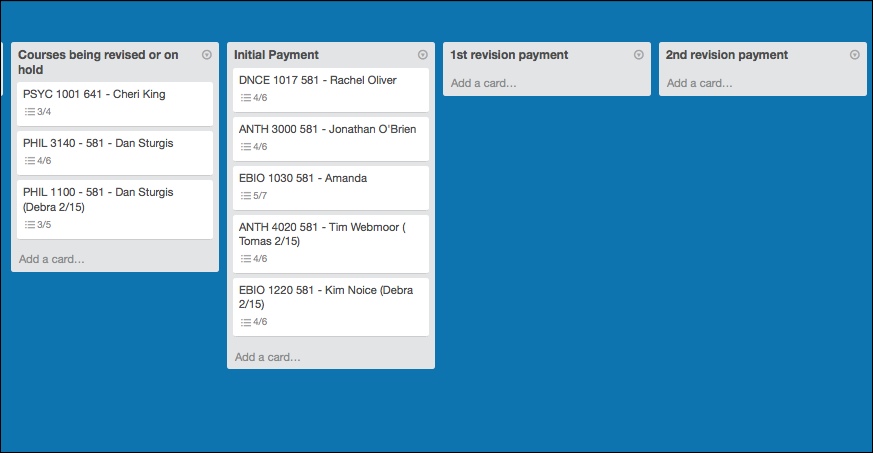 Courses being revised or on
hold
PSYC 1001 641 - Cheri King
3/4
PHIL 3140 - 581 - Dan Sturgis
4/6
PHIL 1100 - 581 - Dan Sturgis
(Debra 2/15)
3/5
Add a card...
Initial Payment
DNCE 1017 581 - Rachel Oliver
4/6
ANTH 3000 581 - Jonathan O'Brien
4/6
EBIO 1030 581 - Amanda
5/7
ANTH 4020 581 - Tim Webmoor (
Tomas 2/15)
4/6
EBIO 1220 581 - Kim Noice (Debra
2/15)
4/6
Add a card...
1st revision payment
Add a card...
2nd revision payment
Add a card...